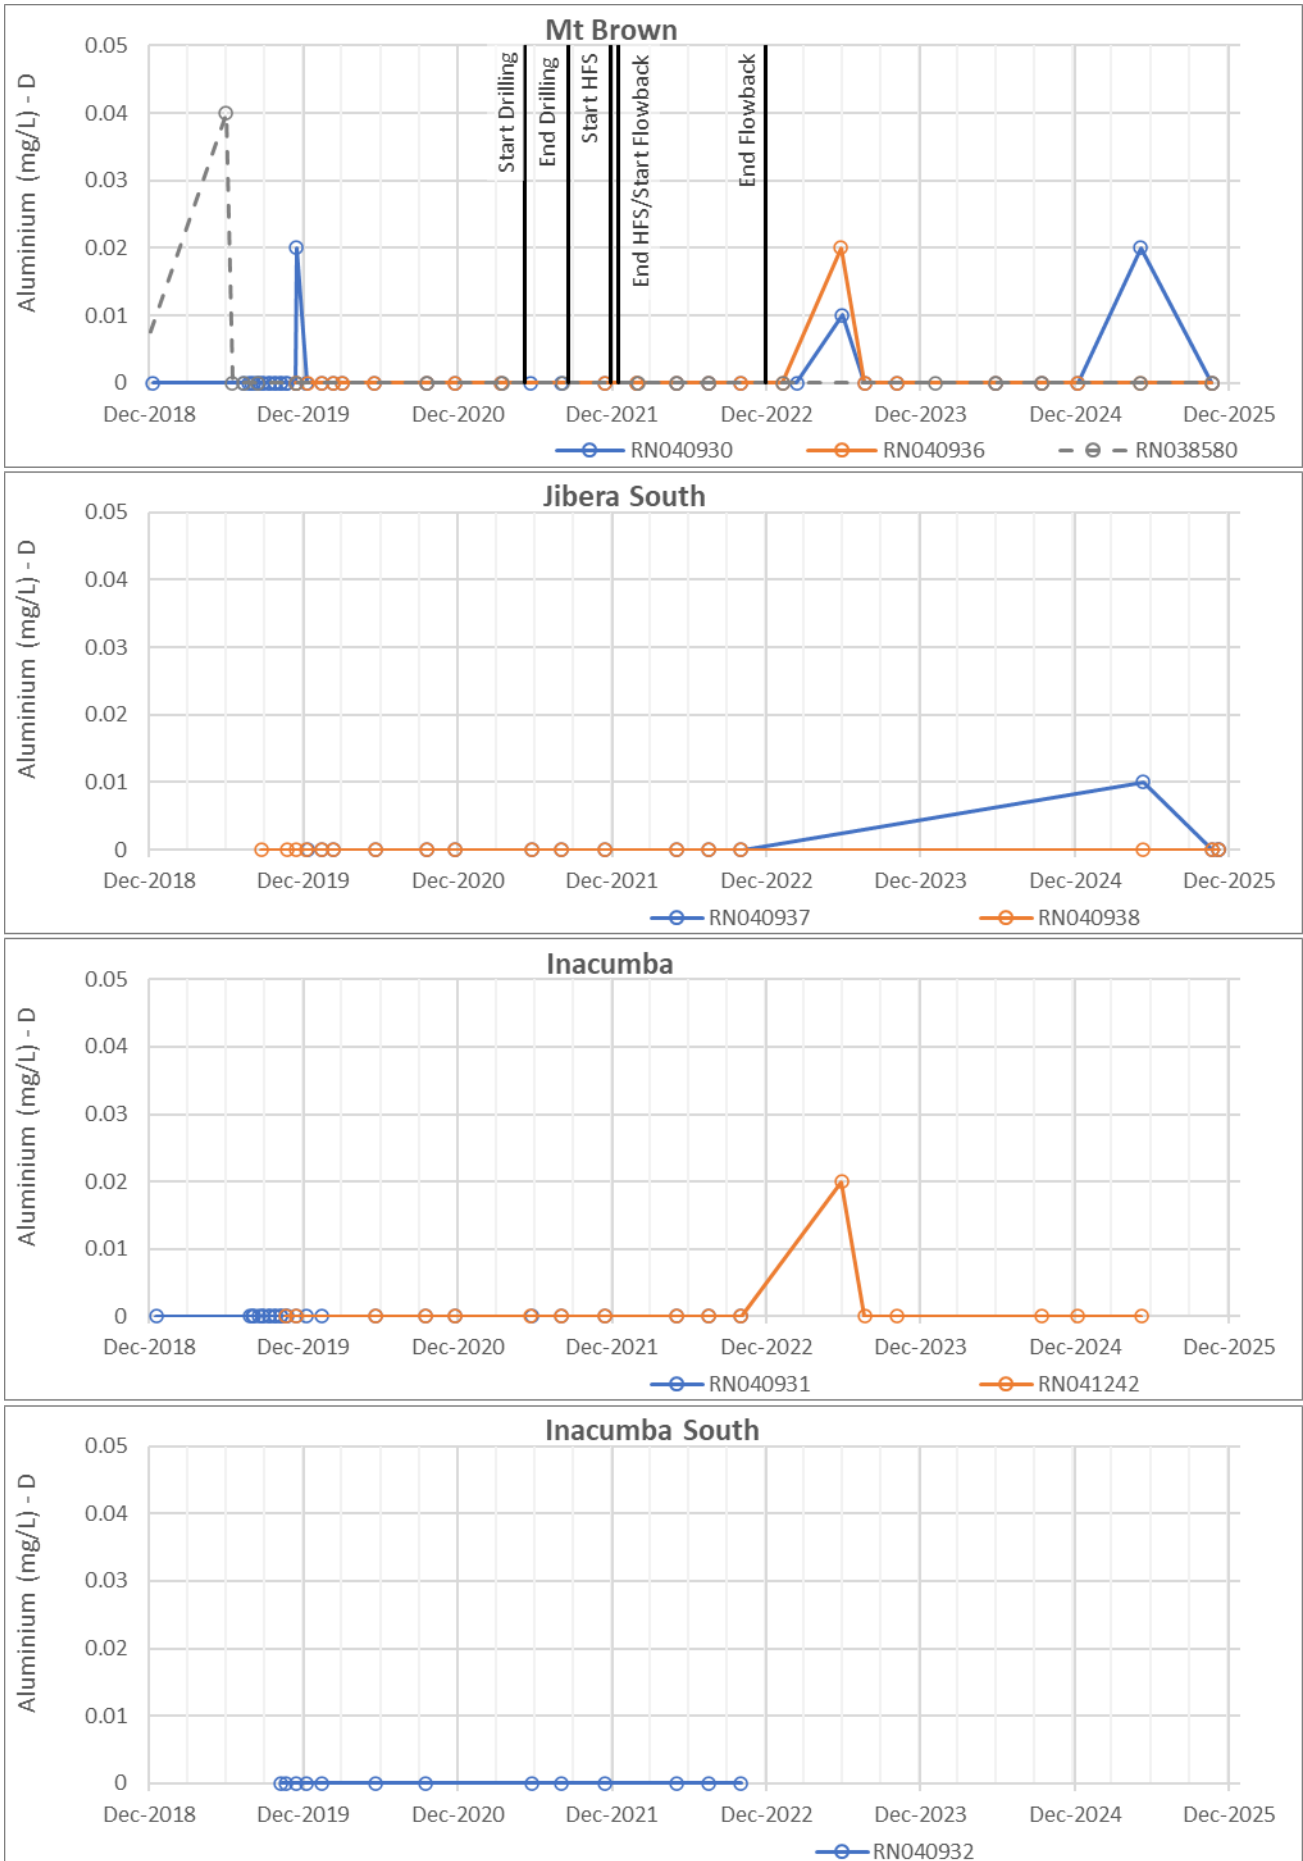 Mt Brown
Aluminium (mg/L) - D
0.05
0.04
0.03
0.02
0.01
0
Start Drilling
End Drilling
Start HFS
End HFS/Start Flowback
End Flowback
Dec-2018 Dec-2019 Dec-2020 Dec-2021 Dec-2022 Dec-2023 Dec-2024 Dec-2025
RN040930 RN040936 RN038580
Jibera South
Aluminium (mg/L) - D
0.05
0.04
0.03
0.02
0.01
0
Dec-2018 Dec-2019 Dec-2020 Dec-2021 Dec-2022 Dec-2023 Dec-2024 Dec-2025
RN040937 RN040938
Inacumba
Aluminium (mg/L) - D
0.05
0.04
0.03
0.02
0.01
0
Dec-2018 Dec-2019 Dec-2020 Dec-2021 Dec-2022 Dec-2023 Dec-2024 Dec-2025
RN040931 RN041242
Inacumba South
Aluminium (mg/L) - D
0.05
0.04
0.03
0.02
0.01
0
Dec-2018 Dec-2019 Dec-2020 Dec-2021 Dec-2022 Dec-2023 Dec-2024 Dec-2025
RN040932